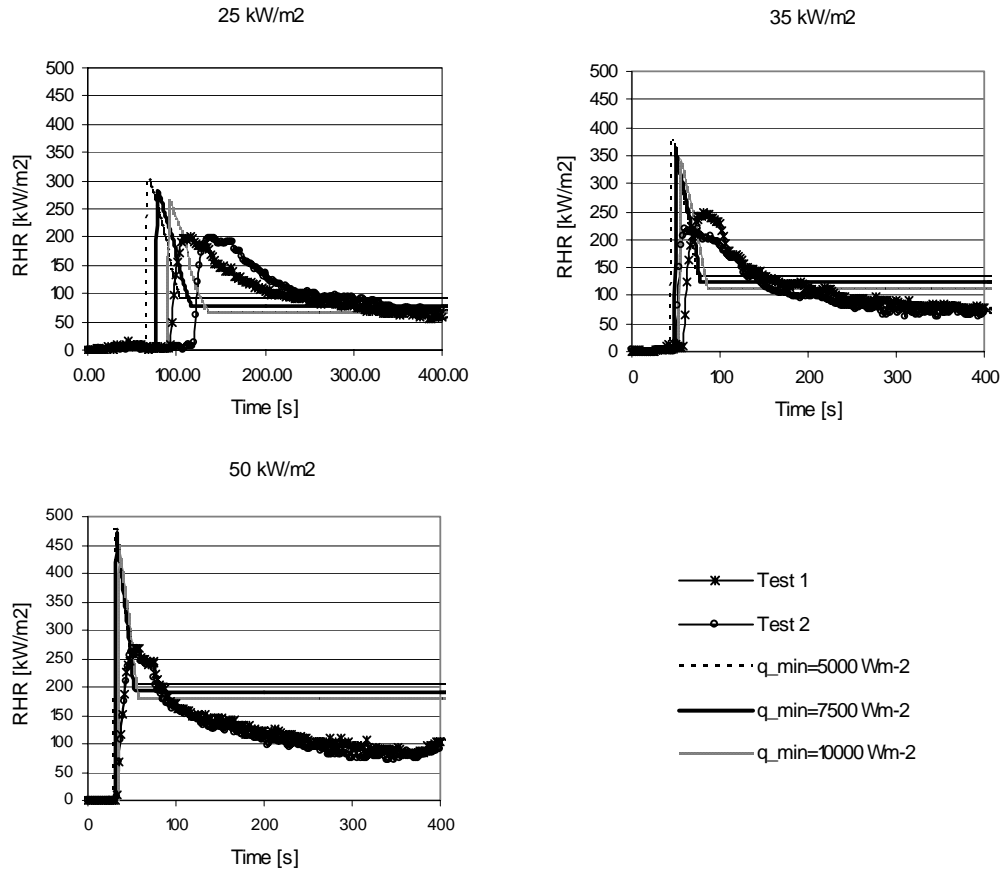 25 kW/m2
500
450
400
350
300
250
200
150
100
50
0
RHR [kW/m2]
0.00 100.00 200.00 300.00 400.00
Time [s]
35 kW/m2
500
450
400
350
300
250
200
150
100
50
0
RHR [kW/m2]
0 100 200 300 400
Time [s]
50 kW/m2
500
450
400
350
300
250
200
150
100
50
0
RHR [kW/m2]
0 100 200 300 400
Time [s]
Test 1
Test 2
q_min=5000 Wm-2
q_min=7500 Wm-2
q_min=10000 Wm-2